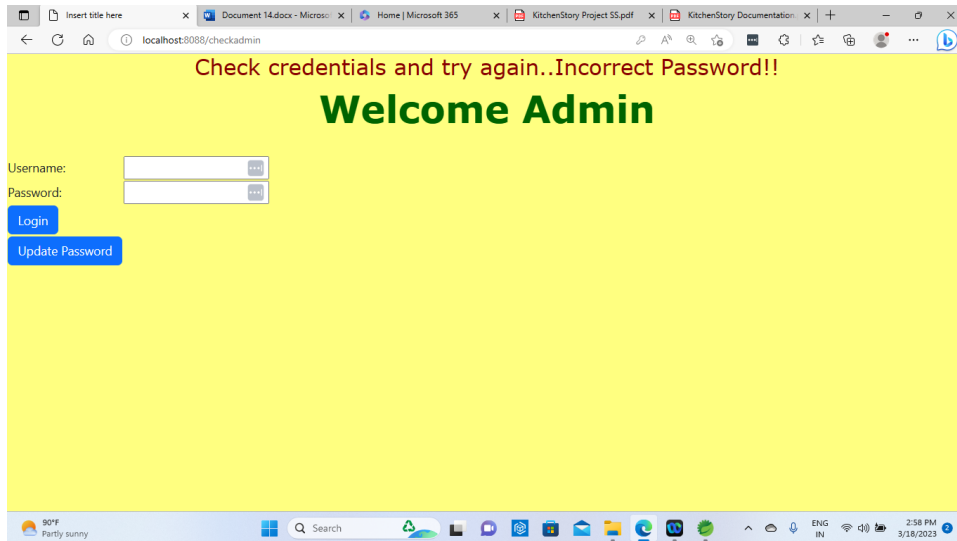 Insert title here
Document 14.docx - Microsof
Home | Microsoft 365
KitchenStory Project SS.pdf
KitchenStory Documentation
localhost:8088/checkadmin
Check credentials and try again..Incorrect Password!!
Welcome Admin
Username:
Password:
Login
Update Password
90°F
Partly sunny
Search
ENG
IN
2:58 PM
3/18/2023
2